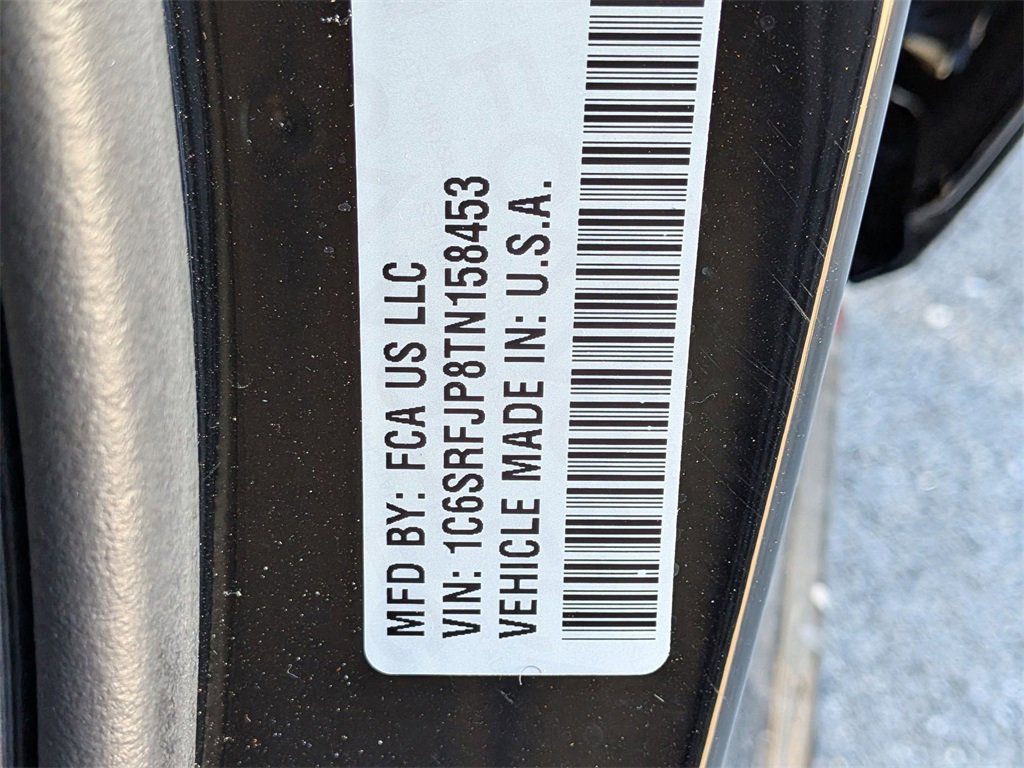 MFD BY: FCA US LLC
VIN: 1C6SRFJP8TN158453
VEHICLE MADE IN: U.S.A.